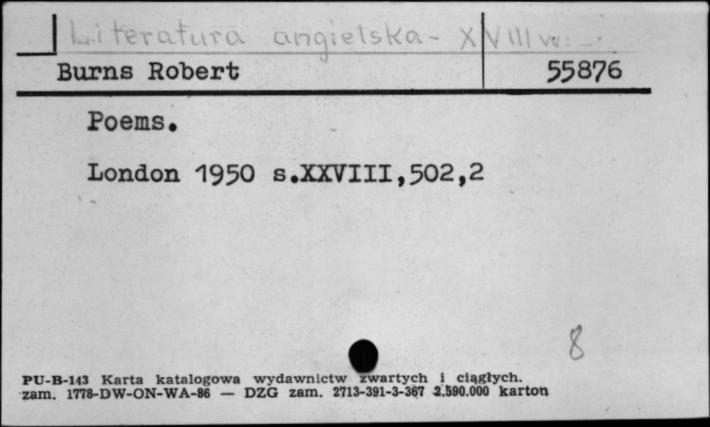 Literatura angielska - XVIII w.
Burns Robert 55876
Poems.
London 1950 s.XXVIII,502,2
8
PU-B-143 Karta katalogowa wydawnictw zwartych i ciągłych.
zam. 1778-DW-ON-WA-86 — DZG zam. 2713-391-3-367 2.590.000 karton